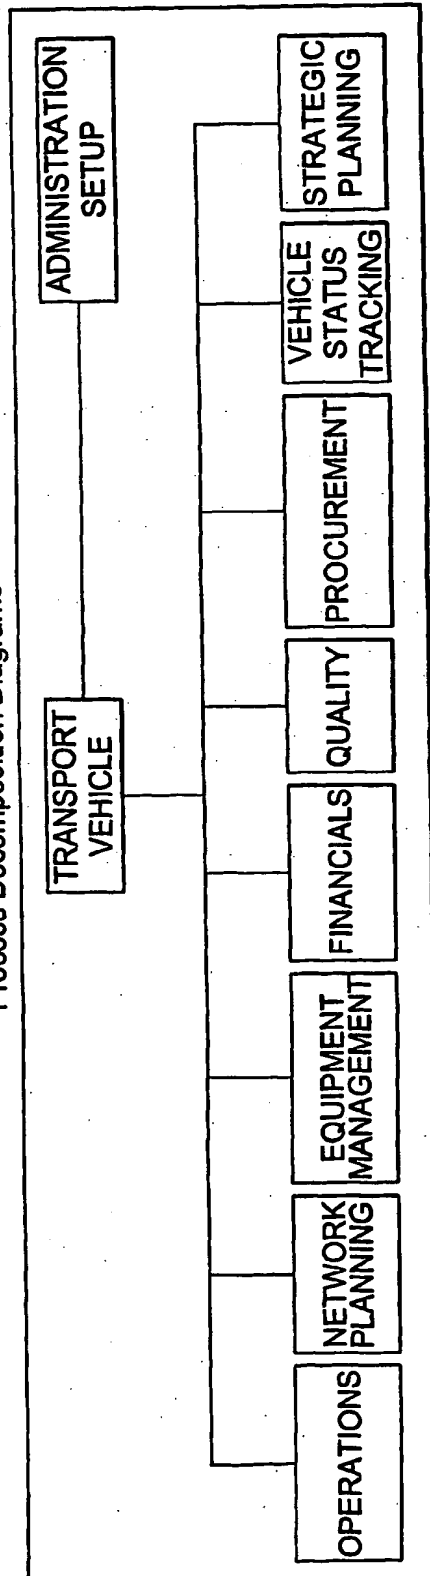 Process Decomposition Diagrams
TRANSPORT
VEHICLE
ADMINISTRATION
SETUP
OPERATIONS
NETWORK
PLANNING
EQUIPMENT
MANAGEMENT
FINANCIALS
QUALITY
PROCUREMENT
VEHICLE
STATUS
TRACKING
STRATEGIC
PLANNING